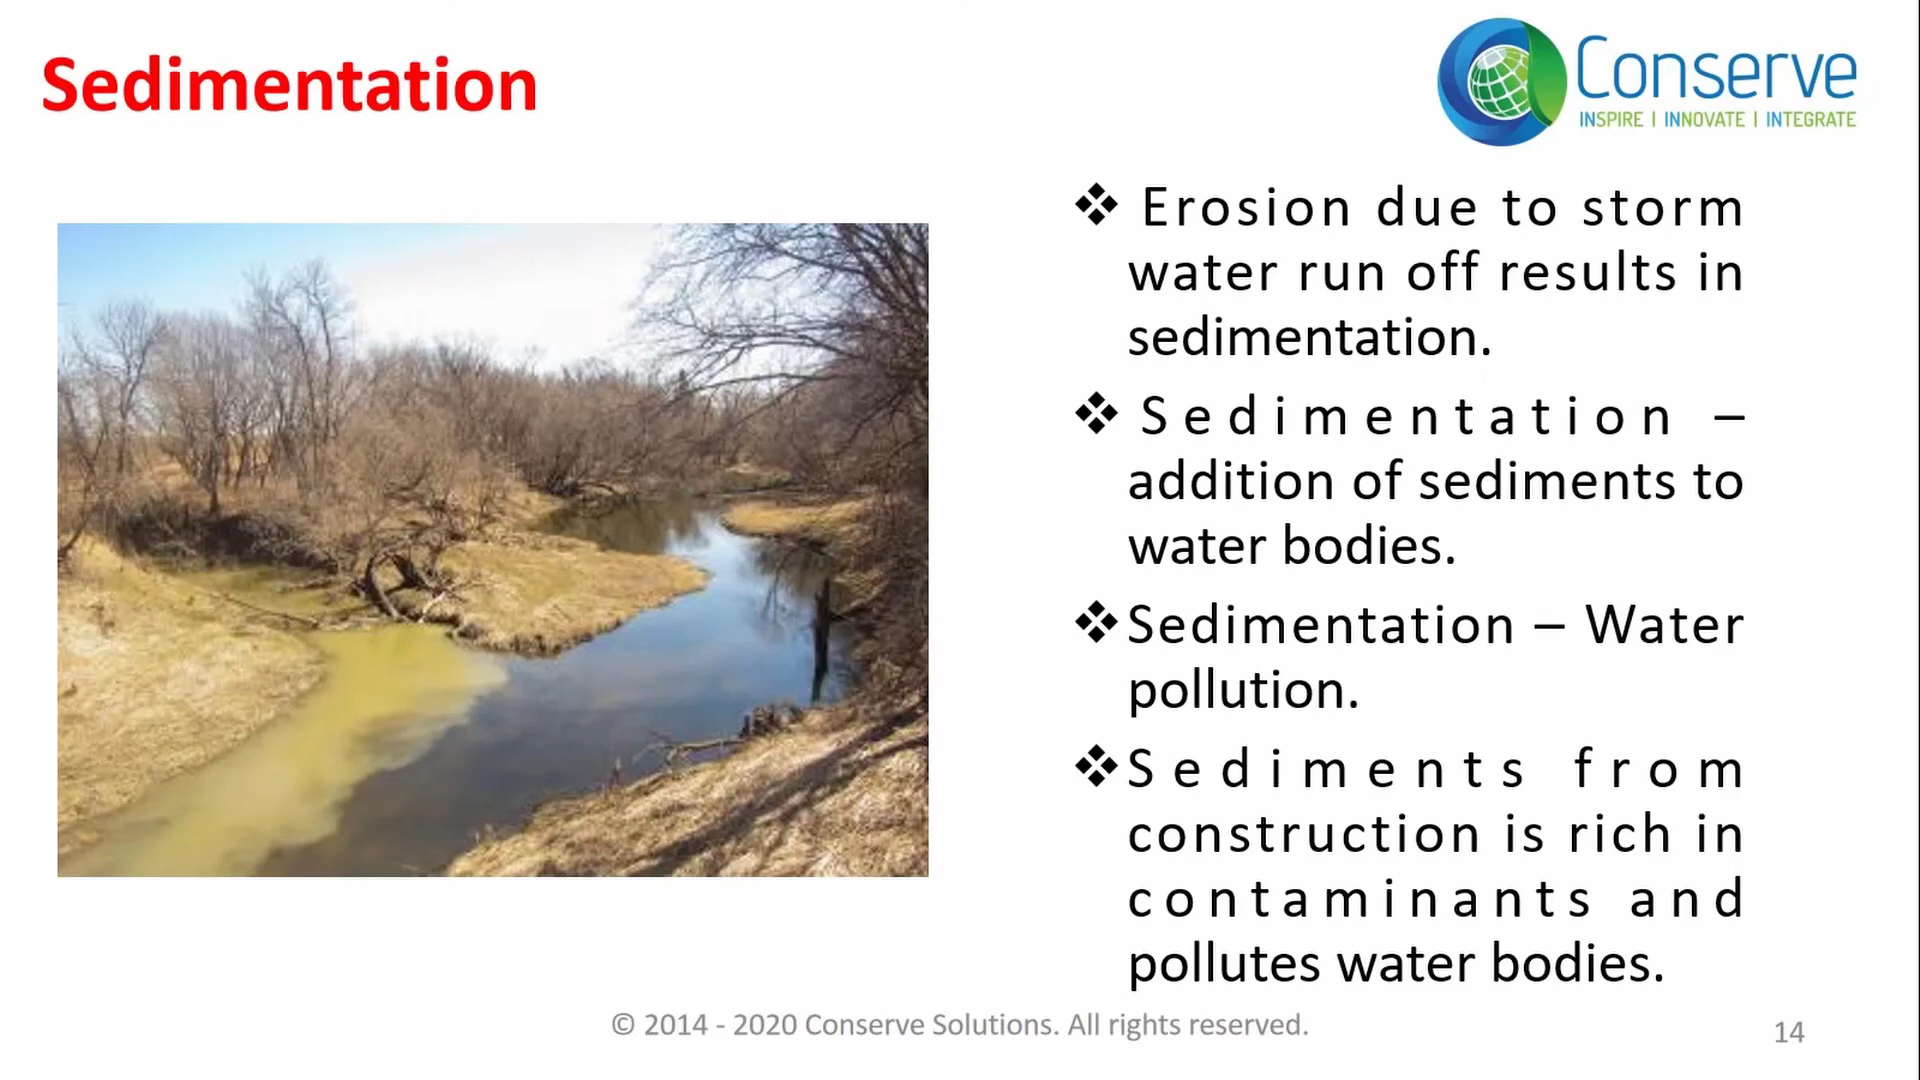 Sedimentation
Conserve
INSPIRE | INNOVATE | INTEGRATE
❖ Erosion due to storm
water run off results in
sedimentation.
❖ Sedimentation –
addition of sediments to
water bodies.
❖ Sedimentation – Water
pollution.
❖ Sediments from
construction is rich in
contaminants and
pollutes water bodies.
© 2014 - 2020 Conserve Solutions. All rights reserved.
14